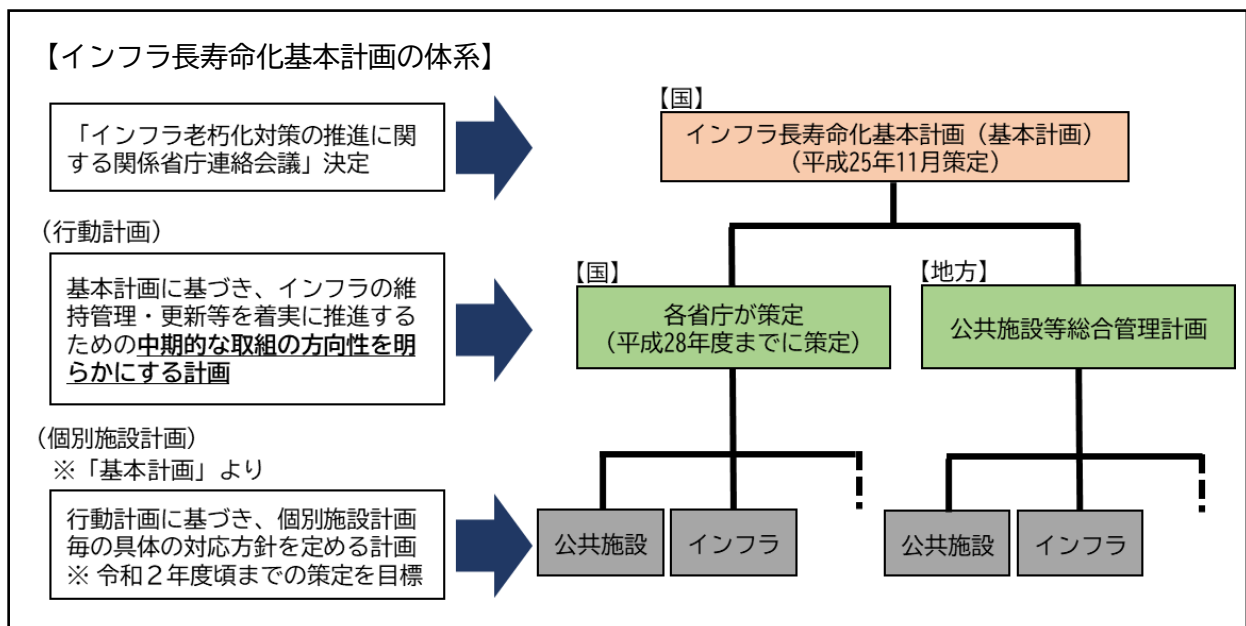 【インフラ長寿命化基本計画の体系】
「インフラ老朽化対策の推進に関
する関係省庁連絡会議」決定
【国】
インフラ長寿命化基本計画（基本計画）
（平成25年11月策定）
（行動計画）
基本計画に基づき、インフラの維
持管理・更新等を着実に推進する
ための中期的な取組の方向性を明
らかにする計画
【国】
各省庁が策定
（平成28年度までに策定）
【地方】
公共施設等総合管理計画
（個別施設計画）
※「基本計画」より
行動計画に基づき、個別施設計画
毎の具体の対応方針を定める計画
※ 令和２年度頃までの策定を目標
公共施設
インフラ
公共施設
インフラ